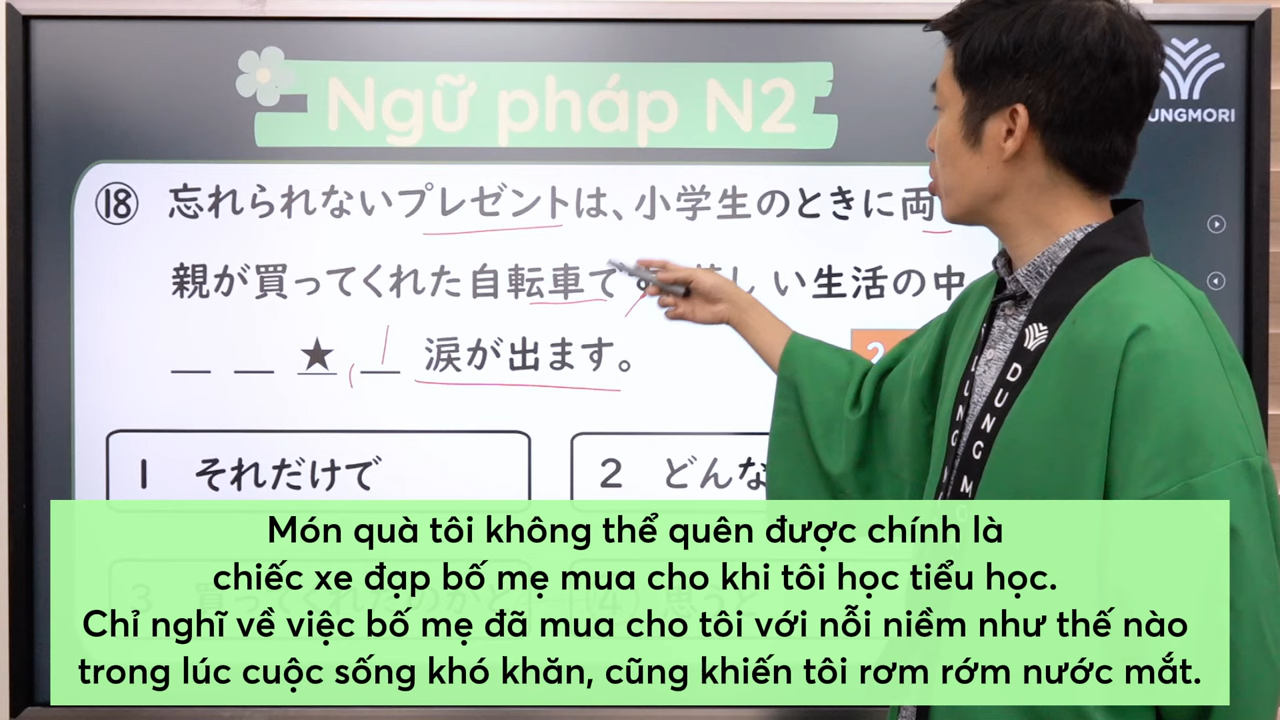 Ngữ pháp N2
UNGMORI
⑱ 忘れられないプレゼントは、小学生のときに両
親が買ってくれた自転車で い生活の中
★ 涙が出ます。
2
1 それだけで
2 どんな
Món quà tôi không thể quên được chính là
chiếc xe đạp bố mẹ mua cho khi tôi học tiểu học.
Chỉ nghĩ về việc bố mẹ đã mua cho tôi với nỗi niềm như thế nào
trong lúc cuộc sống khó khăn, cũng khiến tôi rơm rớm nước mắt.
DUNG M